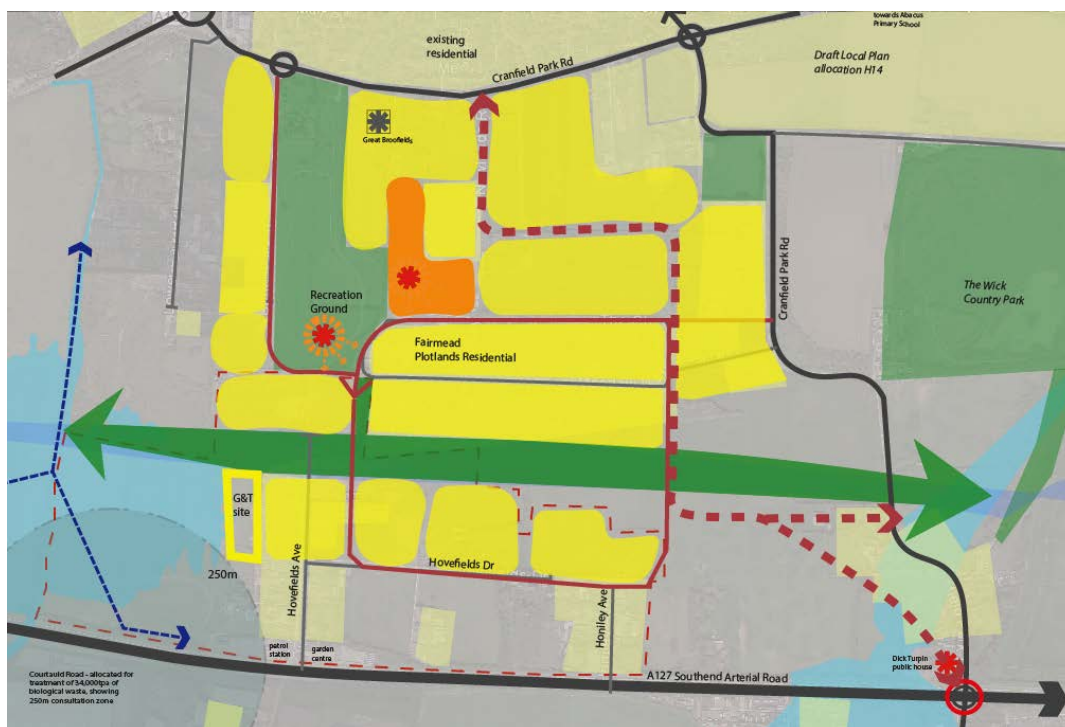 towards Abacus
Primary School
existing
residential
Cranfield Park Rd
Draft Local Plan
allocation H14
Great Broofields
Cranfield Park Rd
The Wick
Country Park
Recreation
Ground
Fairmead
Plotlands Residential
G&T
site
250m
Hovefields Ave
Hovefields Dr
Honiley Ave
petrol
station
garden
centre
Dick Turpin
public house
A127 Southend Arterial Road
Courtauld Road - allocated for
treatment of 34,000tpa of
biological waste, showing
250m consultation zone